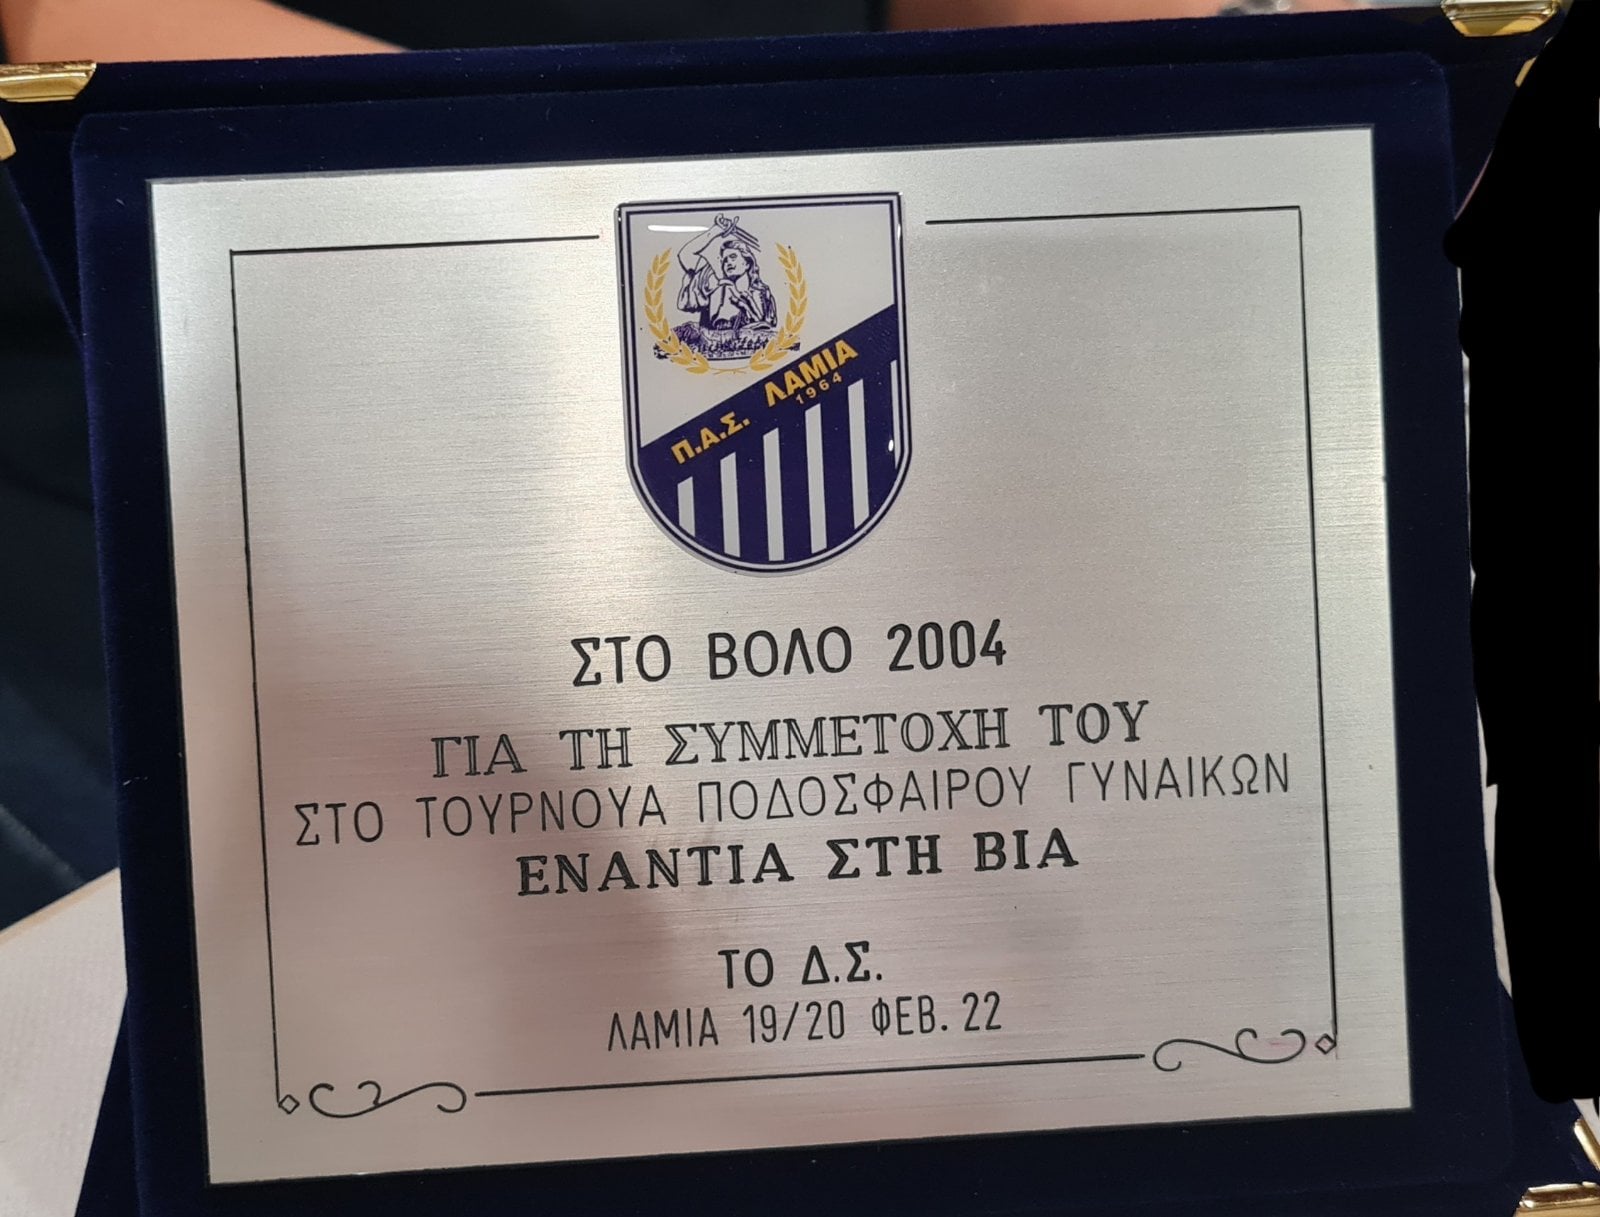 Π.Α.Σ. ΛΑΜΙΑ
1964
ΣΤΟ ΒΟΛΟ 2004
ΓΙΑ ΤΗ ΣΥΜΜΕΤΟΧΗ ΤΟΥ
ΣΤΟ ΤΟΥΡΝΟΥΑ ΠΟΔΟΣΦΑΙΡΟΥ ΓΥΝΑΙΚΩΝ
ΕΝΑΝΤΙΑ ΣΤΗ ΒΙΑ
ΤΟ Δ.Σ.
ΛΑΜΙΑ 19/20 ΦΕΒ. 22